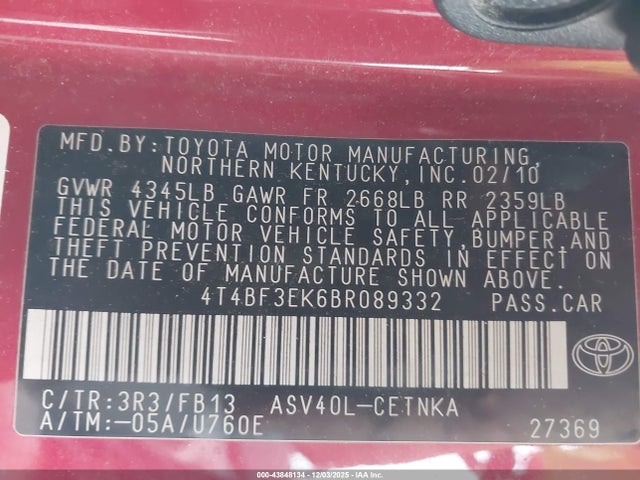 MFD.BY:TOYOTA MOTOR MANUFACTURING,
NORTHERN KENTUCKY,INC.02/10
GVWR 4345LB GAWR FR 2668LB RR 2359LB
THIS VEHICLE CONFORMS TO ALL APPLICABLE
FEDERAL MOTOR VEHICLE SAFETY,BUMPER,AND
THEFT PREVENTION STANDARDS IN EFFECT ON
THE DATE OF MANUFACTURE SHOWN ABOVE.
4T4BF3EK6BR089332 PASS.CAR
C/TR:3R3/FB13 ASV40L-CETNKA
A/TM:-05A/U760E 27369
000-43848134 - 12/03/2025 - IAAI.COM